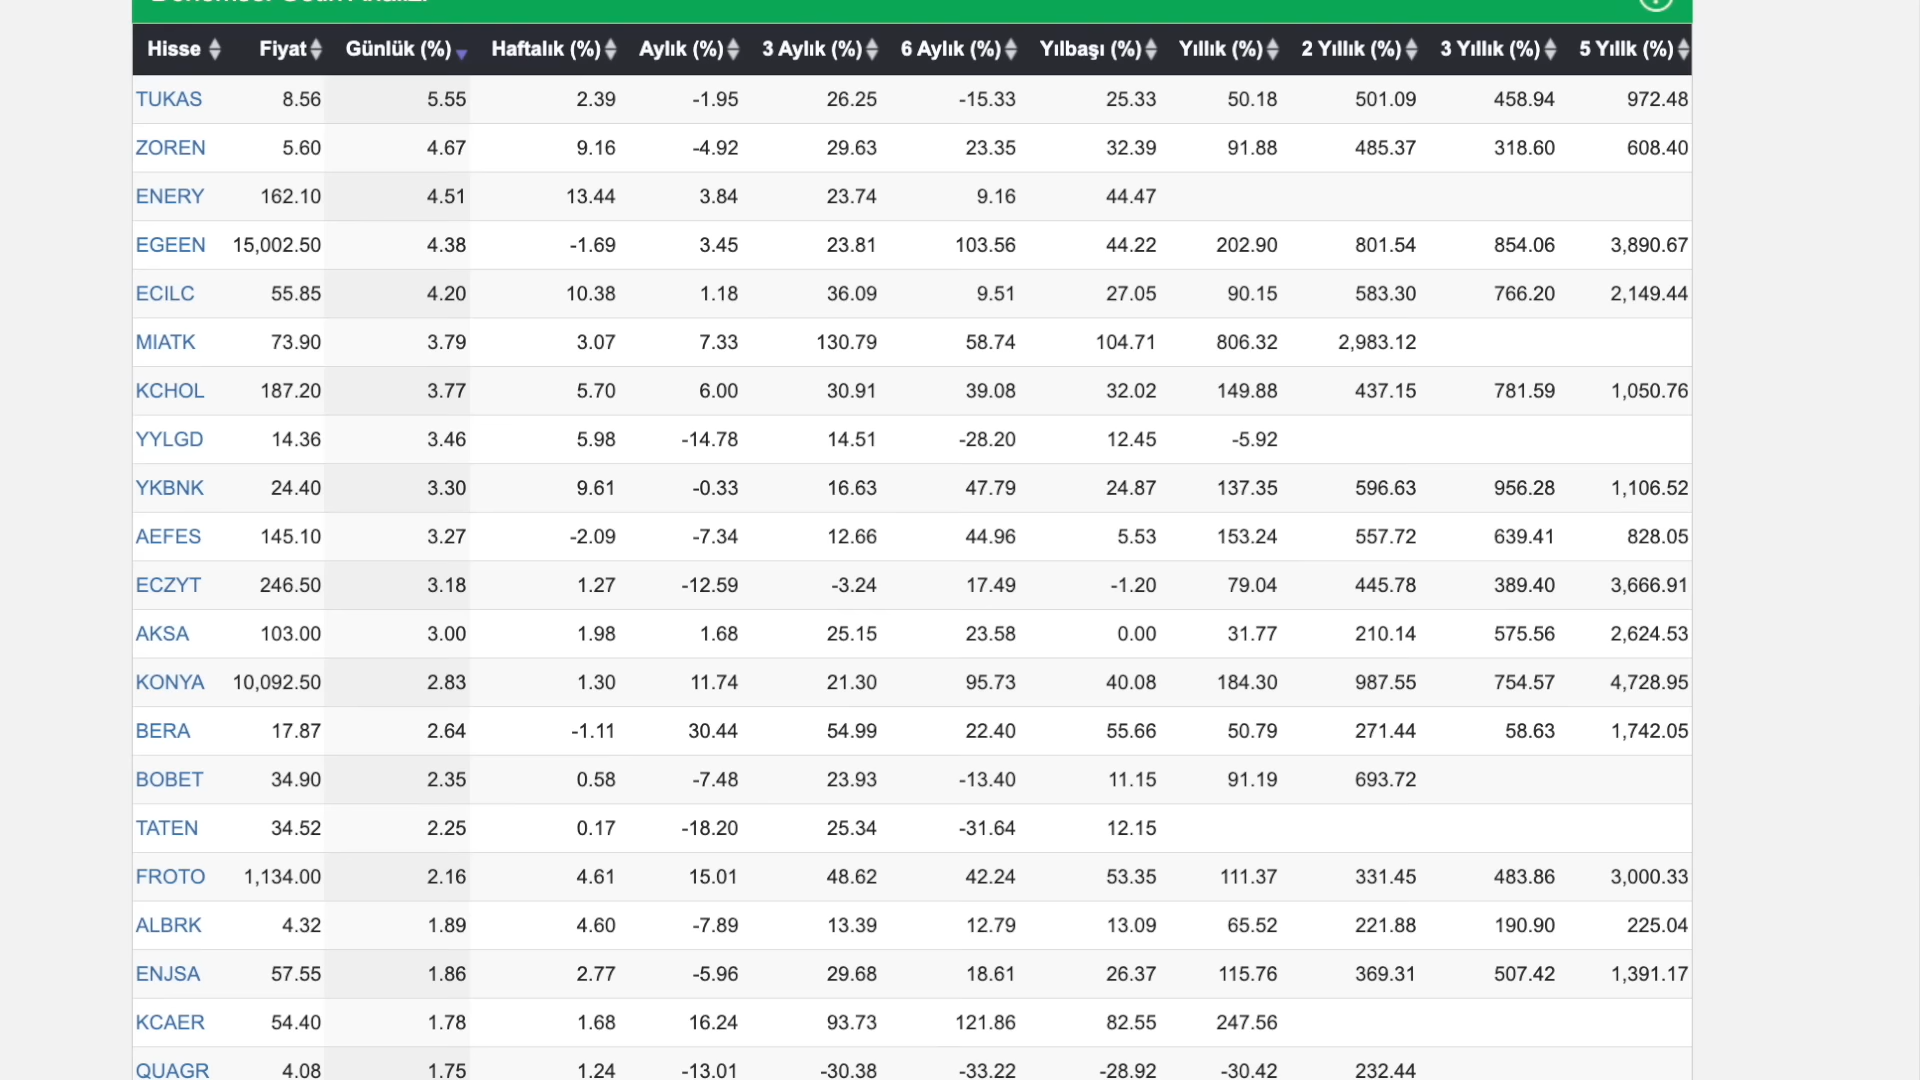 Hisse Fiyat Günlük (%) Haftalık (%) Aylık (%) 3 Aylık (%) 6 Aylık (%) Yılbaşı (%) Yıllık (%) 2 Yıllık (%) 3 Yıllık (%) 5 Yıllk (%)
TUKAS 8.56 5.55 2.39 -1.95 26.25 -15.33 25.33 50.18 501.09 458.94 972.48
ZOREN 5.60 4.67 9.16 -4.92 29.63 23.35 32.39 91.88 485.37 318.60 608.40
ENERY 162.10 4.51 13.44 3.84 23.74 9.16 44.47
EGEEN 15,002.50 4.38 -1.69 3.45 23.81 103.56 44.22 202.90 801.54 854.06 3,890.67
ECILC 55.85 4.20 10.38 1.18 36.09 9.51 27.05 90.15 583.30 766.20 2,149.44
MIATK 73.90 3.79 3.07 7.33 130.79 58.74 104.71 806.32 2,983.12
KCHOL 187.20 3.77 5.70 6.00 30.91 39.08 32.02 149.88 437.15 781.59 1,050.76
YYLGD 14.36 3.46 5.98 -14.78 14.51 -28.20 12.45 -5.92
YKBNK 24.40 3.30 9.61 -0.33 16.63 47.79 24.87 137.35 596.63 956.28 1,106.52
AEFES 145.10 3.27 -2.09 -7.34 12.66 44.96 5.53 153.24 557.72 639.41 828.05
ECZYT 246.50 3.18 1.27 -12.59 -3.24 17.49 -1.20 79.04 445.78 389.40 3,666.91
AKSA 103.00 3.00 1.98 1.68 25.15 23.58 0.00 31.77 210.14 575.56 2,624.53
KONYA 10,092.50 2.83 1.30 11.74 21.30 95.73 40.08 184.30 987.55 754.57 4,728.95
BERA 17.87 2.64 -1.11 30.44 54.99 22.40 55.66 50.79 271.44 58.63 1,742.05
BOBET 34.90 2.35 0.58 -7.48 23.93 -13.40 11.15 91.19 693.72
TATEN 34.52 2.25 0.17 -18.20 25.34 -31.64 12.15
FROTO 1,134.00 2.16 4.61 15.01 48.62 42.24 53.35 111.37 331.45 483.86 3,000.33
ALBRK 4.32 1.89 4.60 -7.89 13.39 12.79 13.09 65.52 221.88 190.90 225.04
ENJSA 57.55 1.86 2.77 -5.96 29.68 18.61 26.37 115.76 369.31 507.42 1,391.17
KCAER 54.40 1.78 1.68 16.24 93.73 121.86 82.55 247.56
QUAGR 4.08 1.75 1.24 -13.01 -30.38 -33.22 -28.92 -30.42 232.44